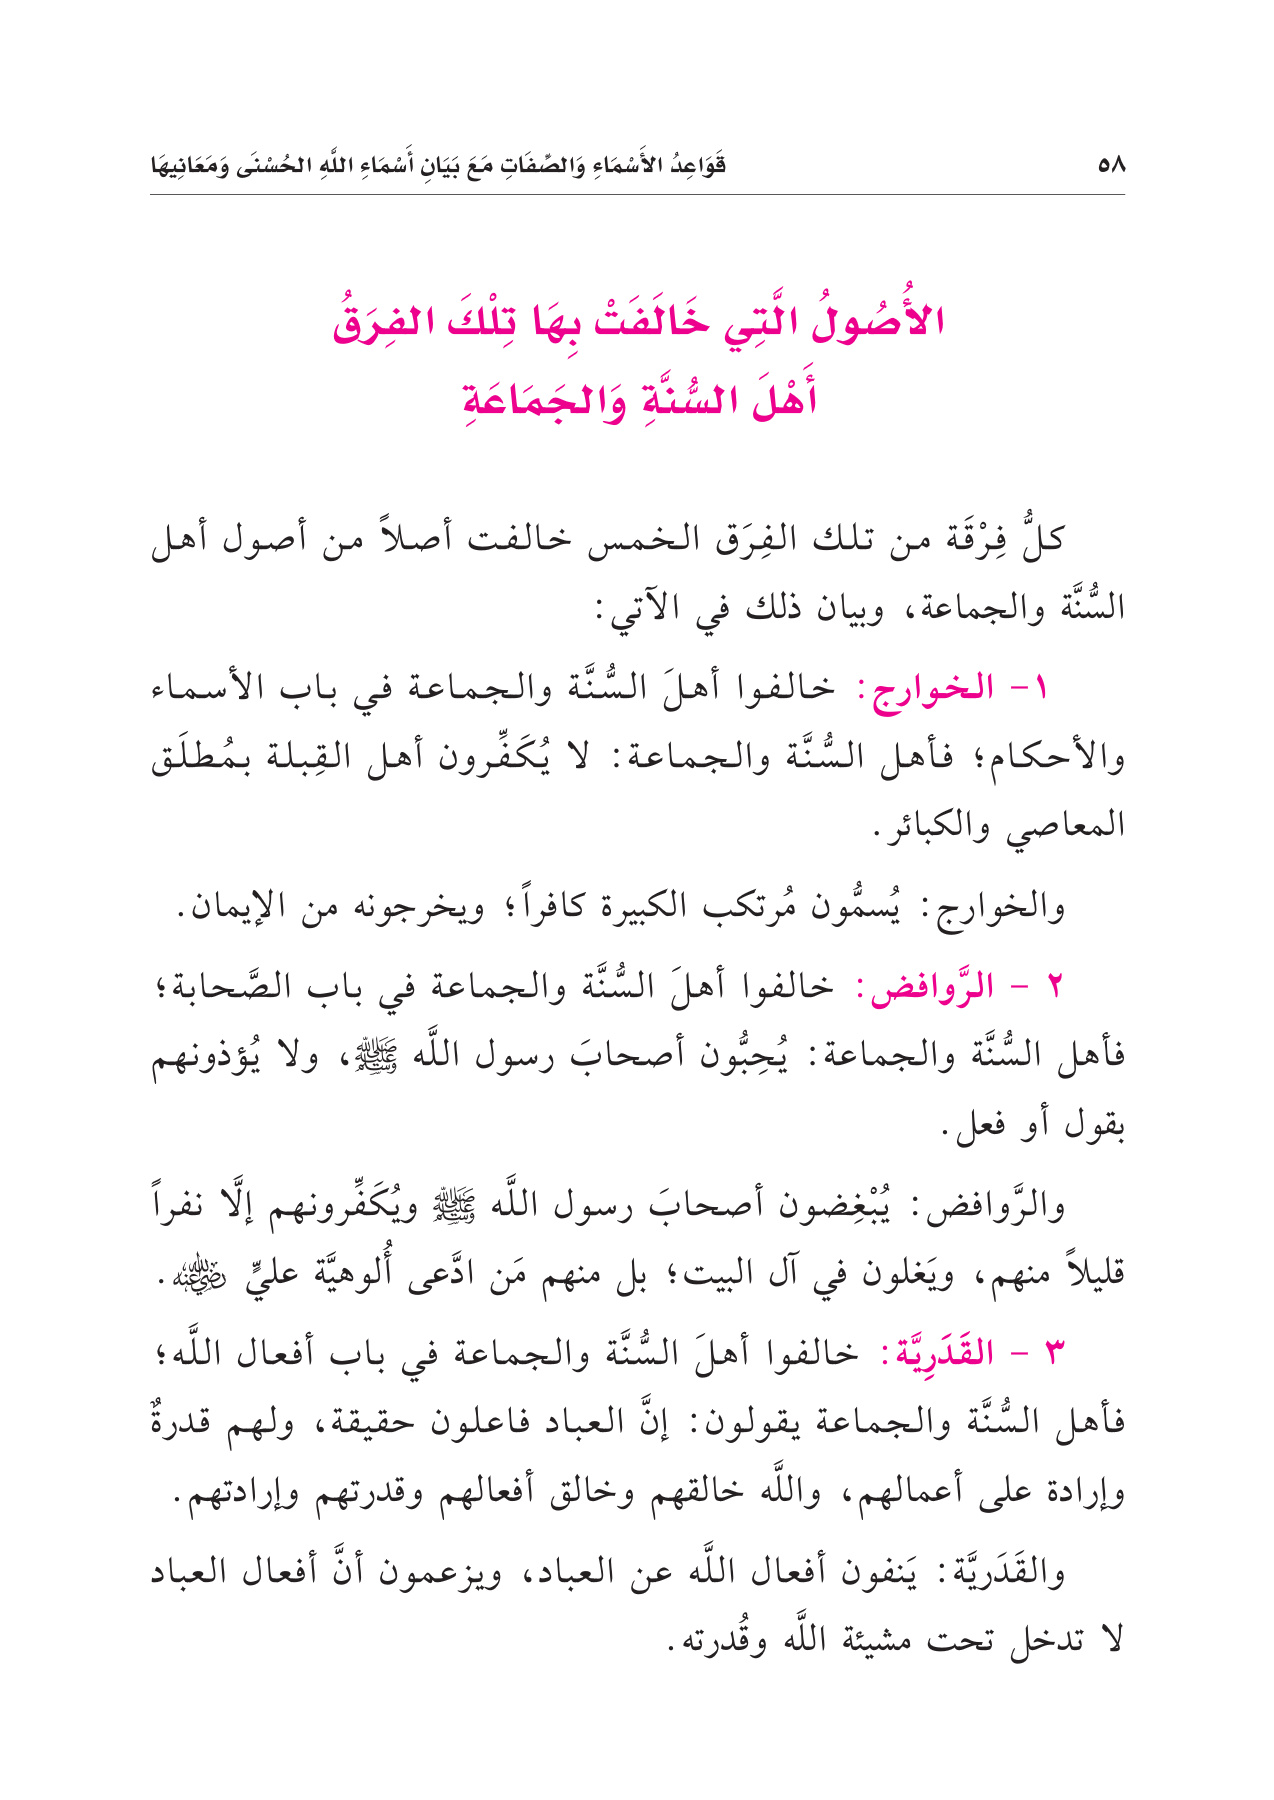 ٥٨
قَوَاعِدُ الأَسْمَاءِ وَالصِّفَاتِ مَعَ بَيَانِ أَسْمَاءِ اللَّهِ الحُسْنَى وَمَعَانِيهَا
الأُصُولُ الَّتِي خَالَفَتْ بِهَا تِلْكَ الفِرَقُ
أَهْلَ السُّنَّةِ وَالجَمَاعَةِ
كلُّ فِرْقَة من تلك الفِرَق الخمس خالفت أصلاً من أصول أهل
السُّنَّة والجماعة، وبيان ذلك في الآتي:
١- الخوارج: خالفوا أهلَ السُّنَّة والجماعة في باب الأسماء
والأحكام؛ فأهل السُّنَّة والجماعة: لا يُكَفِّرون أهل القِبلة بمُطلَق
المعاصي والكبائر.
والخوارج: يُسمُّون مُرتكب الكبيرة كافراً؛ ويخرجونه من الإيمان.
٢ - الرَّوافض: خالفوا أهلَ السُّنَّة والجماعة في باب الصَّحابة؛
فأهل السُّنَّة والجماعة: يُحِبُّون أصحابَ رسول اللَّه ﷺ، ولا يُؤذونهم
بقول أو فعل.
والرَّوافض: يُبْغِضون أصحابَ رسول اللَّه ﷺ ويُكَفِّرونهم إلَّا نفراً
قليلاً منهم، ويَغلون في آل البيت؛ بل منهم مَن ادَّعى أُلوهيَّة عليٍّ رضي الله عنه.
٣ - القَدَرِيَّة: خالفوا أهلَ السُّنَّة والجماعة في باب أفعال اللَّه؛
فأهل السُّنَّة والجماعة يقولون: إنَّ العباد فاعلون حقيقة، ولهم قدرةٌ
وإرادة على أعمالهم، واللَّه خالقهم وخالق أفعالهم وقدرتهم وإرادتهم.
والقَدَريَّة: يَنفون أفعال اللَّه عن العباد، ويزعمون أنَّ أفعال العباد
لا تدخل تحت مشيئة اللَّه وقُدرته.